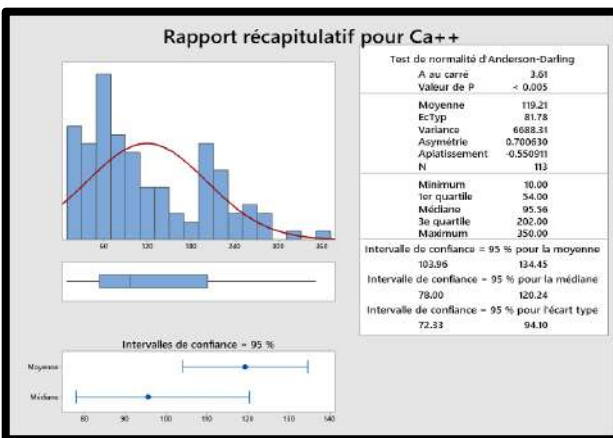 Rapport récapitulatif pour Ca++
Test de normalité d'Anderson-Darling
A au carré 3.61
Valeur de P < 0.005
Moyenne 119.21
EcTyp 81.78
Variance 6688.31
Asymétrie 0.700630
Aplatissement -0.550911
N 113
Minimum 10.00
1er quartile 54.00
Médiane 95.56
3e quartile 202.00
Maximum 350.00
Intervalle de confiance = 95 % pour la moyenne
103.96 134.45
Intervalle de confiance = 95 % pour la médiane
78.00 120.24
Intervalle de confiance = 95 % pour l'écart type
72.33 94.10
60 120 180 240 300 360
Intervalles de confiance = 95 %
Moyenne
Médiane
80 90 100 110 120 130 140